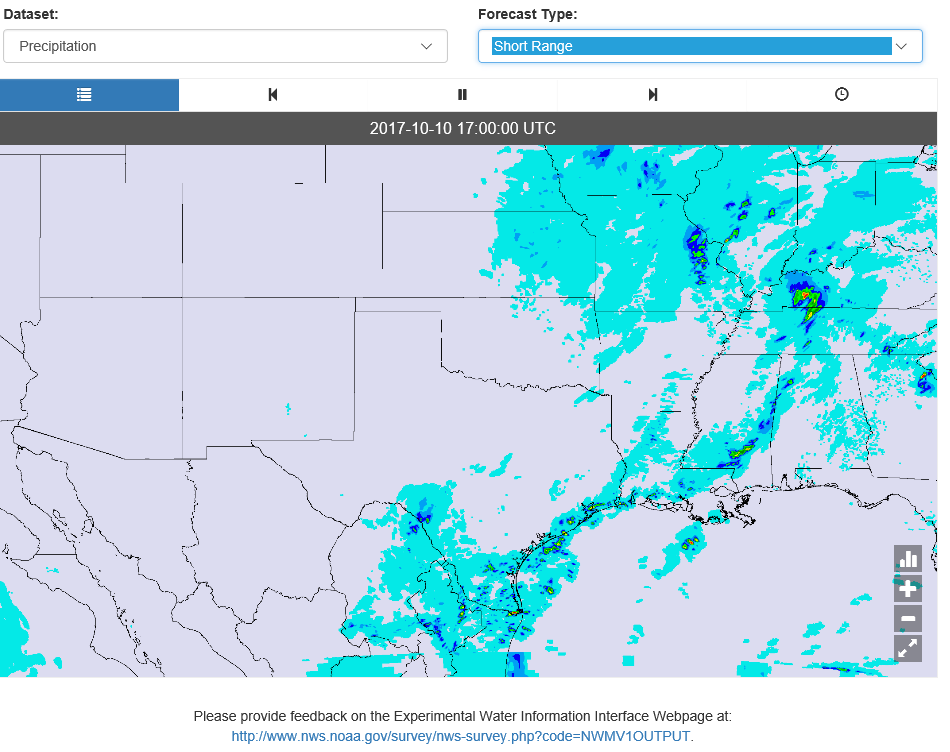 Dataset:
Forecast Type:
Precipitation
Short Range
2017-10-10 17:00:00 UTC
Please provide feedback on the Experimental Water Information Interface Webpage at:
http://www.nws.noaa.gov/survey/nws-survey.php?code=NWMV1OUTPUT.